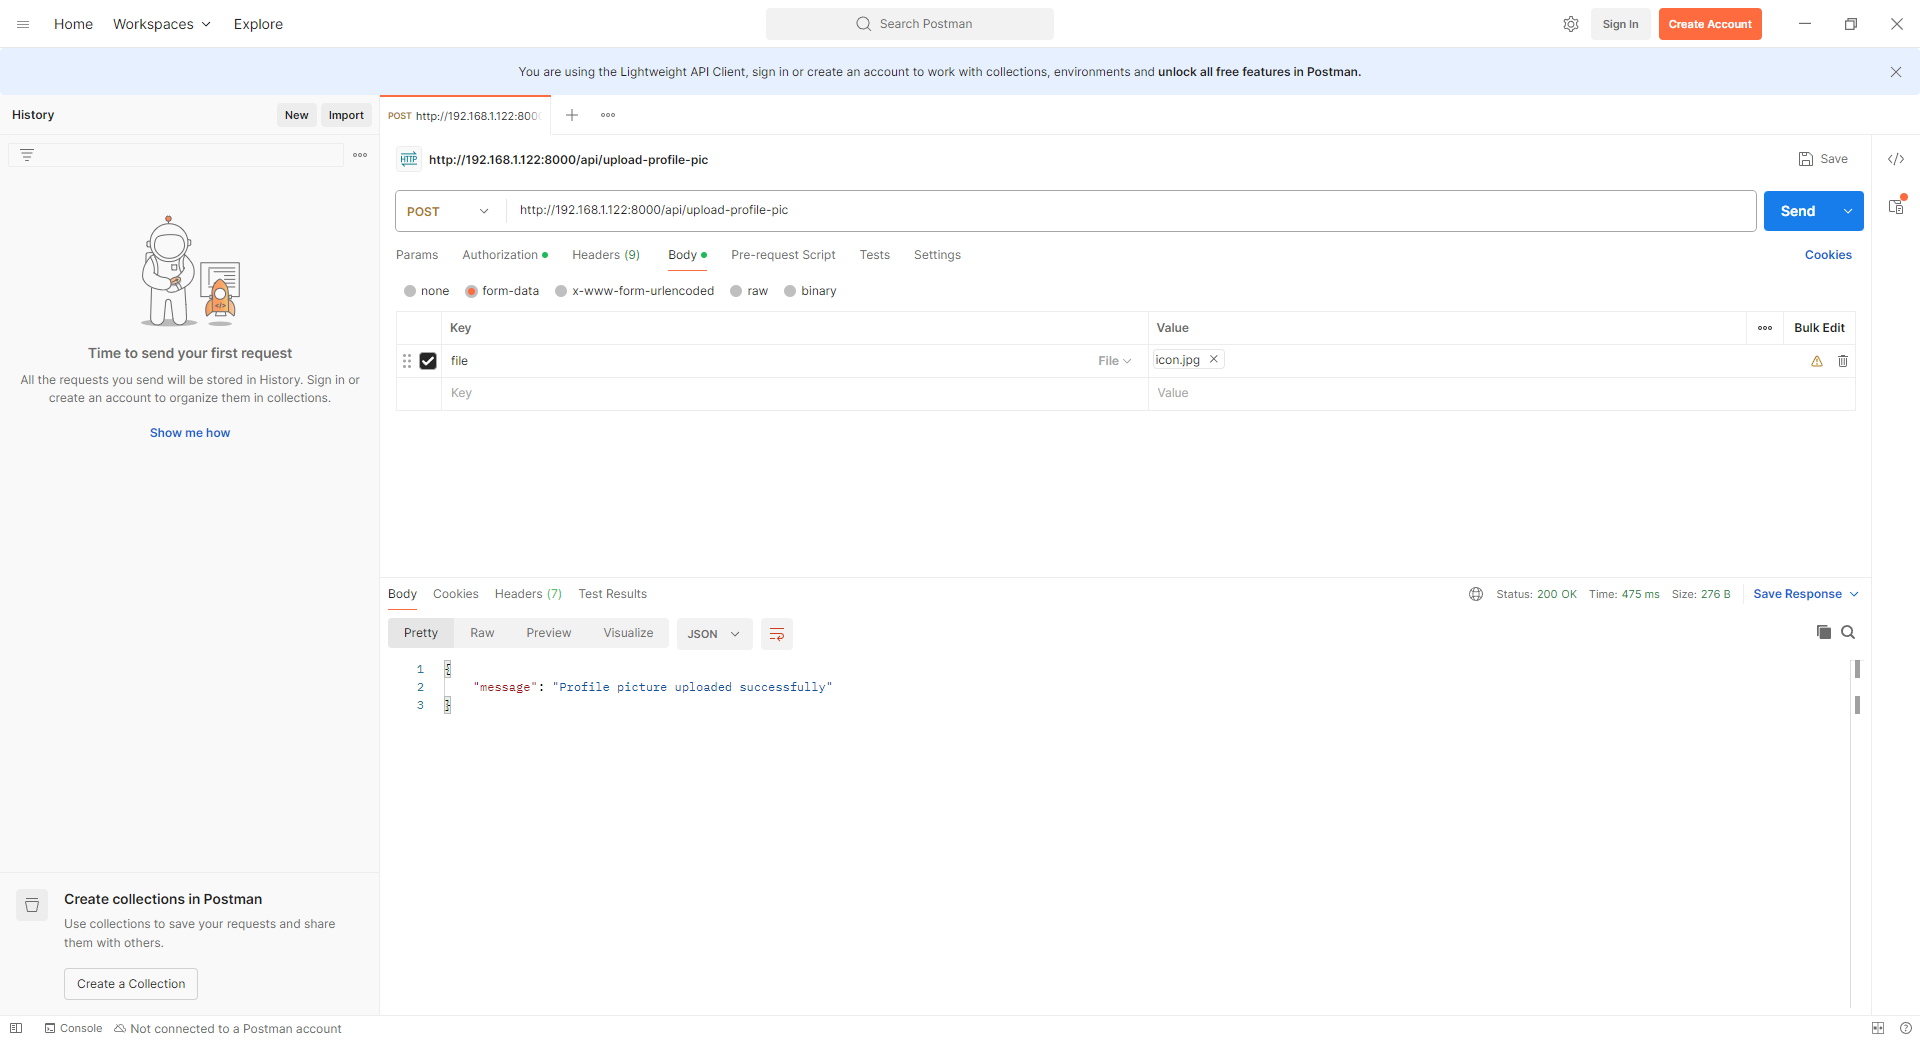 Home Workspaces Explore
Search Postman
Sign In Create Account
You are using the Lightweight API Client, sign in or create an account to work with collections, environments and unlock all free features in Postman.
History New Import
POST http://192.168.1.122:800
HTTP http://192.168.1.122:8000/api/upload-profile-pic
Save
POST http://192.168.1.122:8000/api/upload-profile-pic Send
Params Authorization Headers (9) Body Pre-request Script Tests Settings Cookies
none form-data x-www-form-urlencoded raw binary
Key Value Bulk Edit
file File icon.jpg
Key Value
Time to send your first request
All the requests you send will be stored in History. Sign in or
create an account to organize them in collections.
Show me how
Body Cookies Headers (7) Test Results Status: 200 OK Time: 475 ms Size: 276 B Save Response
Pretty Raw Preview Visualize JSON
1 {
2 "message": "Profile picture uploaded successfully"
3 }
Create collections in Postman
Use collections to save your requests and share
them with others.
Create a Collection
Console Not connected to a Postman account